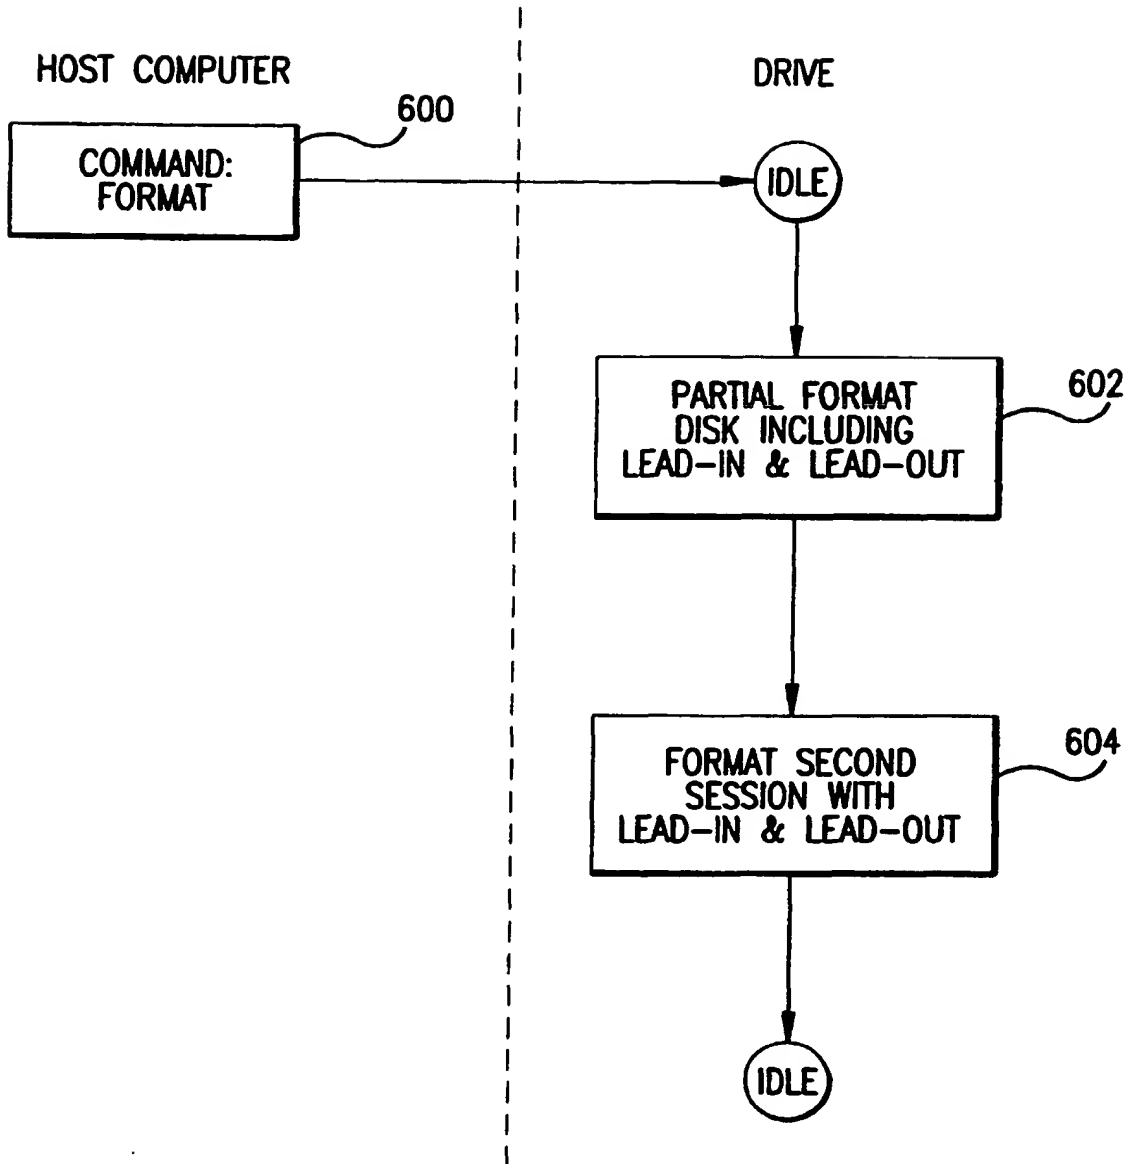 HOST COMPUTER
DRIVE
600
COMMAND:
FORMAT
IDLE
602
PARTIAL FORMAT
DISK INCLUDING
LEAD-IN & LEAD-OUT
604
FORMAT SECOND
SESSION WITH
LEAD-IN & LEAD-OUT
IDLE